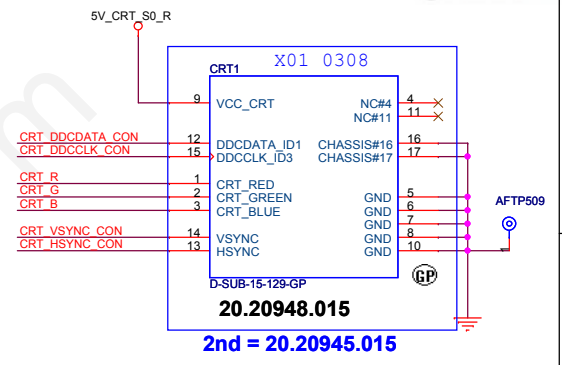 5V_CRT_S0_R
X01 0308
CRT1
9 VCC_CRT NC#4 4
NC#11 11
CRT_DDCDATA_CON 12 DDCDATA_ID1 CHASSIS#16 16
CRT_DDCCLK_CON 15 DDCCLK_ID3 CHASSIS#17 17
CRT_R 1 CRT_RED
CRT_G 2 CRT_GREEN GND 5
CRT_B 3 CRT_BLUE GND 6
GND 7
CRT_VSYNC_CON 14 VSYNC GND 8
CRT_HSYNC_CON 13 HSYNC GND 10
AFTP509
1
GP
D-SUB-15-129-GP
20.20948.015
2nd = 20.20945.015